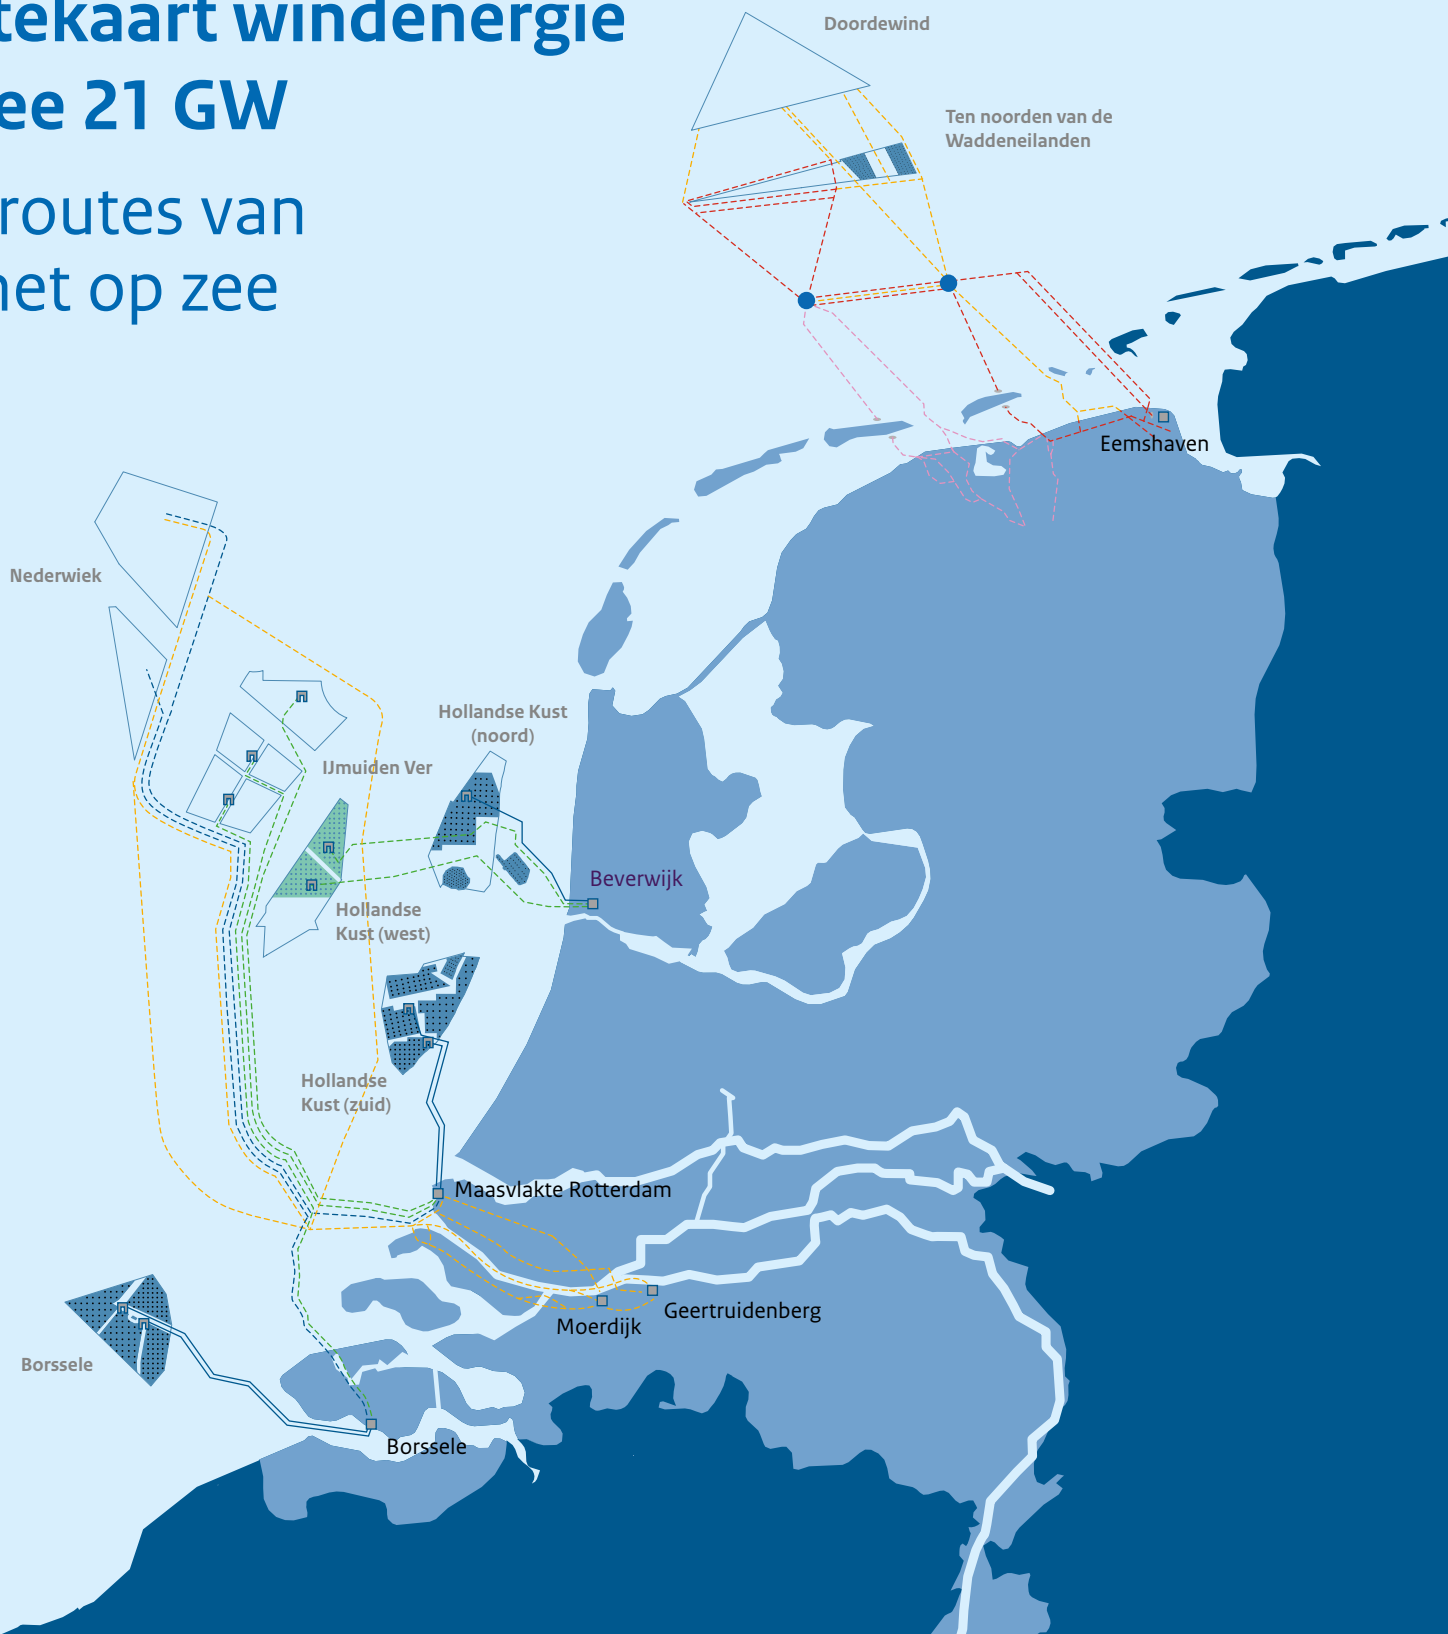 tekaart windenergie
ee 21 GW
routes van
net op zee
Doordewind
Ten noorden van de
Waddeneilanden
Eemshaven
Nederwiek
Hollandse Kust
(noord)
IJmuiden Ver
Beverwijk
Hollandse
Kust (west)
Hollandse
Kust (zuid)
Maasvlakte Rotterdam
Geertruidenberg
Moerdijk
Borssele
Borssele